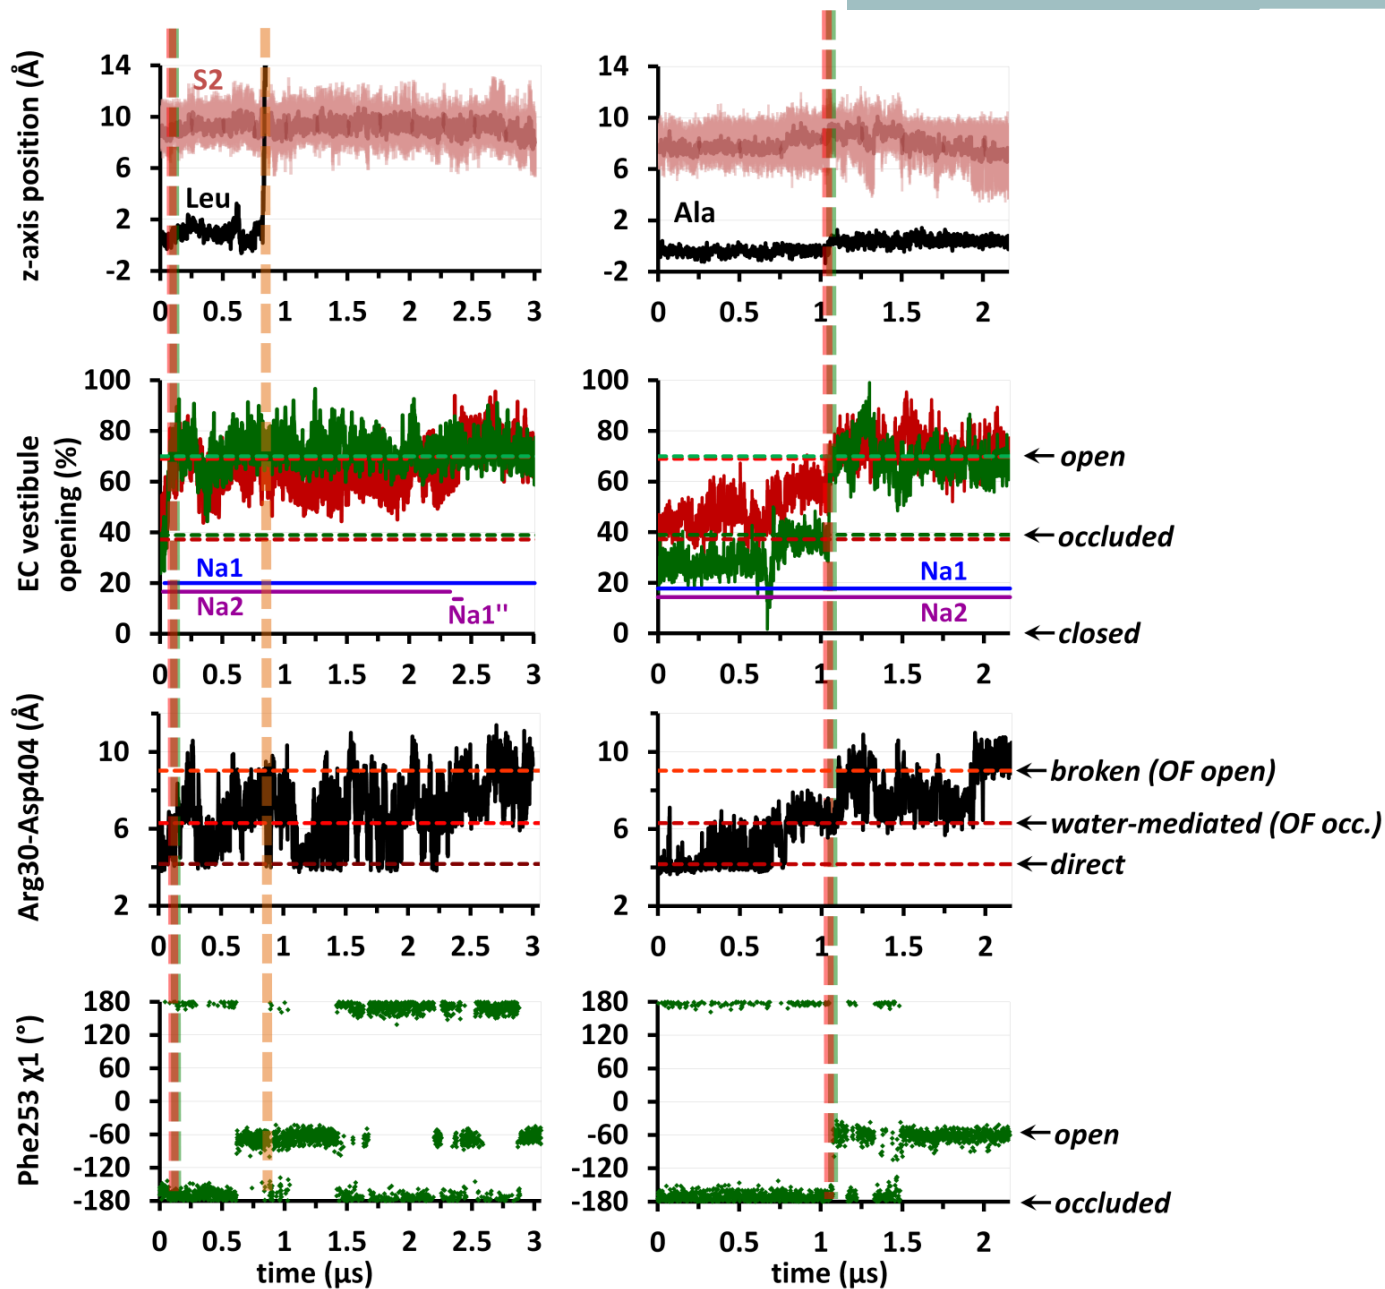 z-axis position (Å)
14
10
6
2
-2
S2
Leu
0 0.5 1 1.5 2 2.5 3
14
10
6
2
-2
Ala
0 0.5 1 1.5 2
EC vestibule
opening (%)
100
80
60
40
20
0
Na1
Na2
Na1''
0 0.5 1 1.5 2 2.5 3
100
80
60
40
20
0
Na1
Na2
0 0.5 1 1.5 2
← open
← occluded
← closed
Arg30-Asp404 (Å)
10
6
2
0 0.5 1 1.5 2 2.5 3
10
6
2
0 0.5 1 1.5 2
← broken (OF open)
← water-mediated (OF occ.)
← direct
Phe253 χ1 (°)
180
120
60
0
-60
-120
-180
0 0.5 1 1.5 2 2.5 3
time (μs)
180
120
60
0
-60
-120
-180
0 0.5 1 1.5 2
time (μs)
← open
← occluded